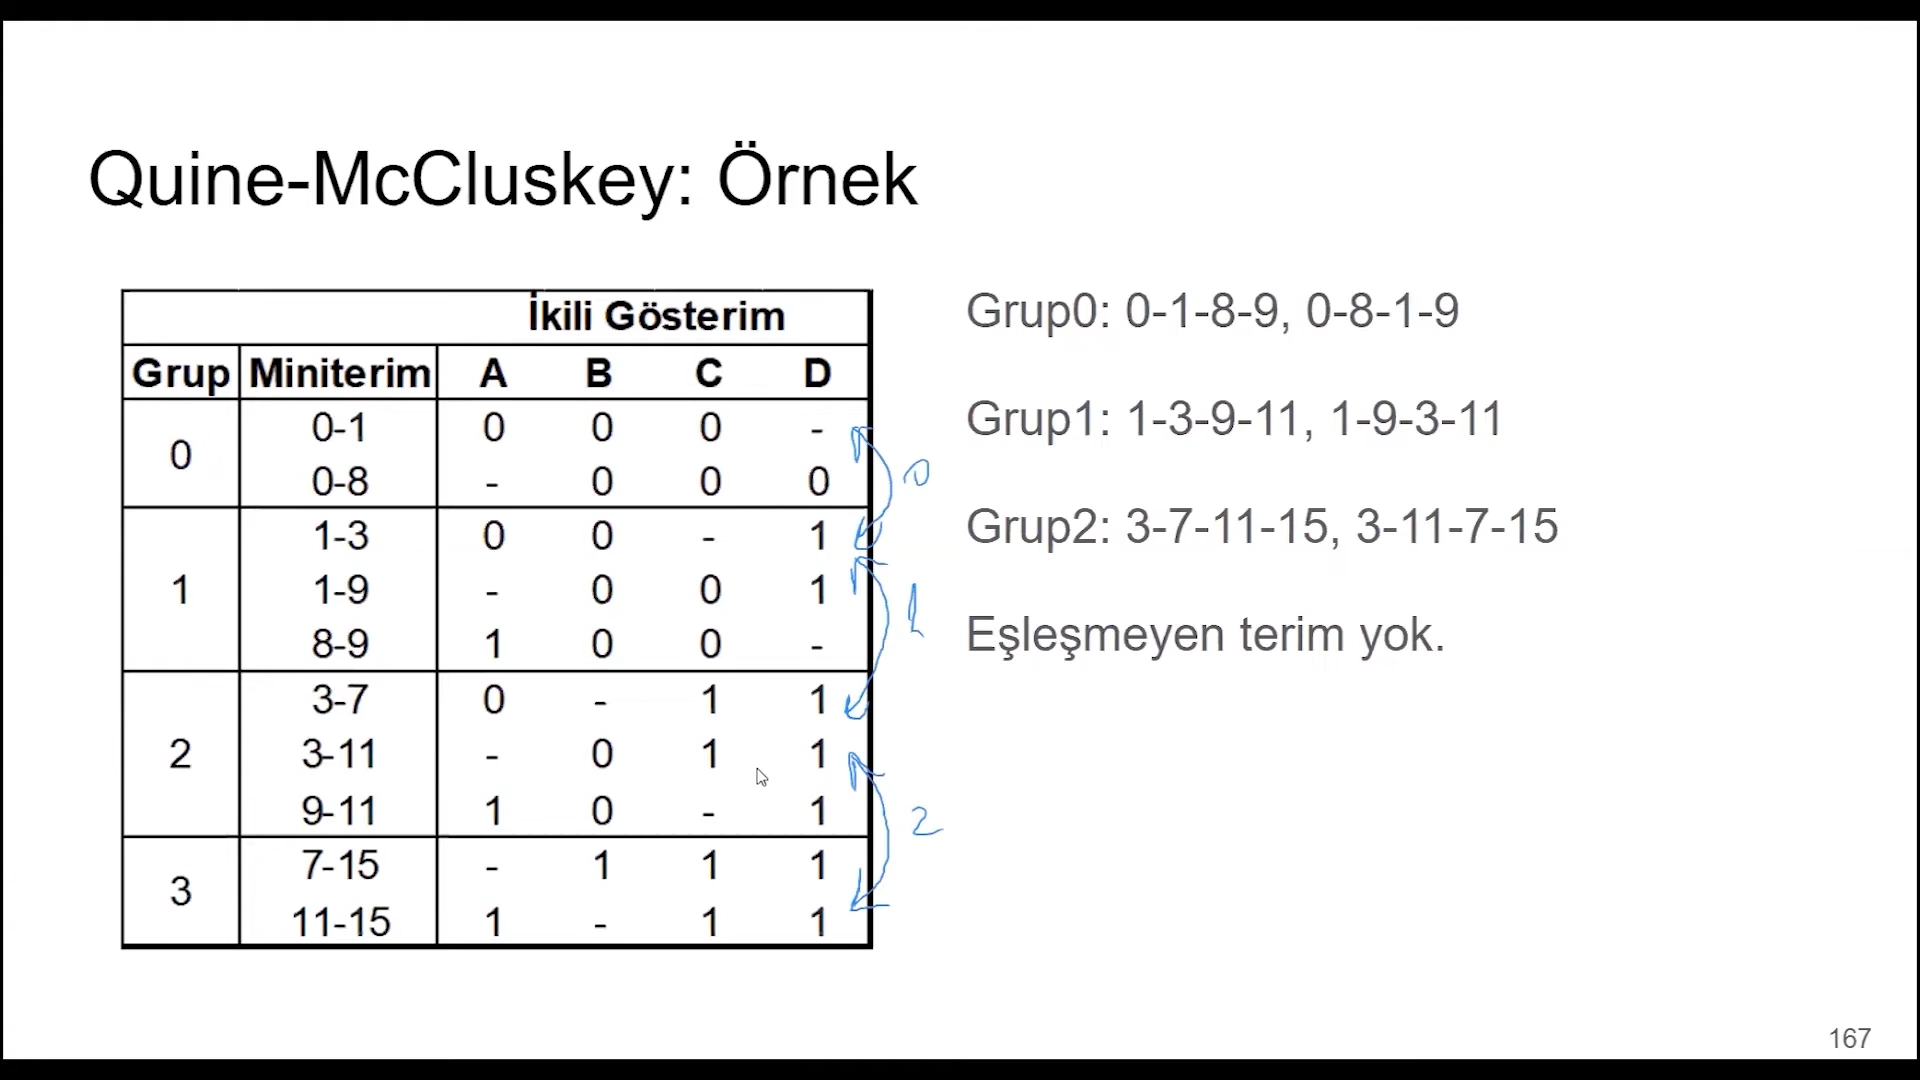 Quine-McCluskey: Örnek
İkili Gösterim
Grup Miniterim A B C D
0
0-1 0 0 0 -
0-8 - 0 0 0
1
1-3 0 0 - 1
1-9 - 0 0 1
8-9 1 0 0 -
2
3-7 0 - 1 1
3-11 - 0 1 1
9-11 1 0 - 1
3
7-15 - 1 1 1
11-15 1 - 1 1
0
1
2
Grup0: 0-1-8-9, 0-8-1-9
Grup1: 1-3-9-11, 1-9-3-11
Grup2: 3-7-11-15, 3-11-7-15
Eşleşmeyen terim yok.
167